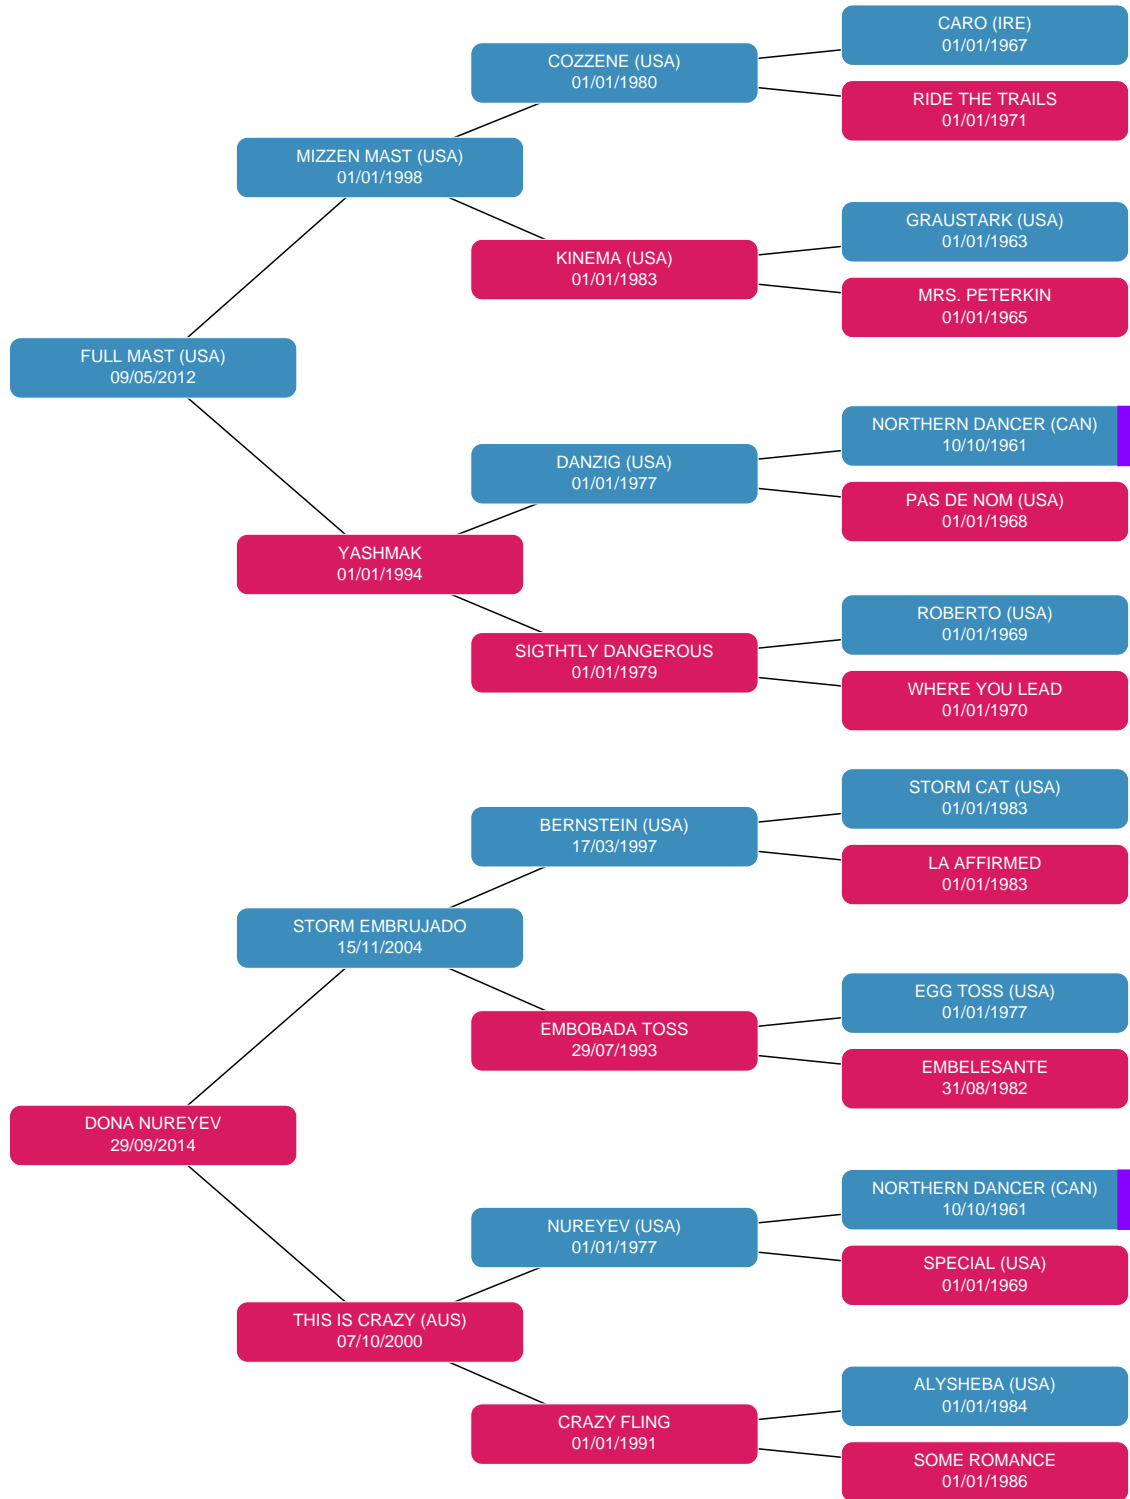 CARO (IRE)
01/01/1967
COZZENE (USA)
01/01/1980
RIDE THE TRAILS
01/01/1971
MIZZEN MAST (USA)
01/01/1998
GRAUSTARK (USA)
01/01/1963
KINEMA (USA)
01/01/1983
MRS. PETERKIN
01/01/1965
FULL MAST (USA)
09/05/2012
NORTHERN DANCER (CAN)
10/10/1961
DANZIG (USA)
01/01/1977
PAS DE NOM (USA)
01/01/1968
YASHMAK
01/01/1994
ROBERTO (USA)
01/01/1969
SIGTHTLY DANGEROUS
01/01/1979
WHERE YOU LEAD
01/01/1970
STORM CAT (USA)
01/01/1983
BERNSTEIN (USA)
17/03/1997
LA AFFIRMED
01/01/1983
STORM EMBRUJADO
15/11/2004
EGG TOSS (USA)
01/01/1977
EMBOBADA TOSS
29/07/1993
EMBELESANTE
31/08/1982
DONA NUREYEV
29/09/2014
NORTHERN DANCER (CAN)
10/10/1961
NUREYEV (USA)
01/01/1977
SPECIAL (USA)
01/01/1969
THIS IS CRAZY (AUS)
07/10/2000
ALYSHEBA (USA)
01/01/1984
CRAZY FLING
01/01/1991
SOME ROMANCE
01/01/1986